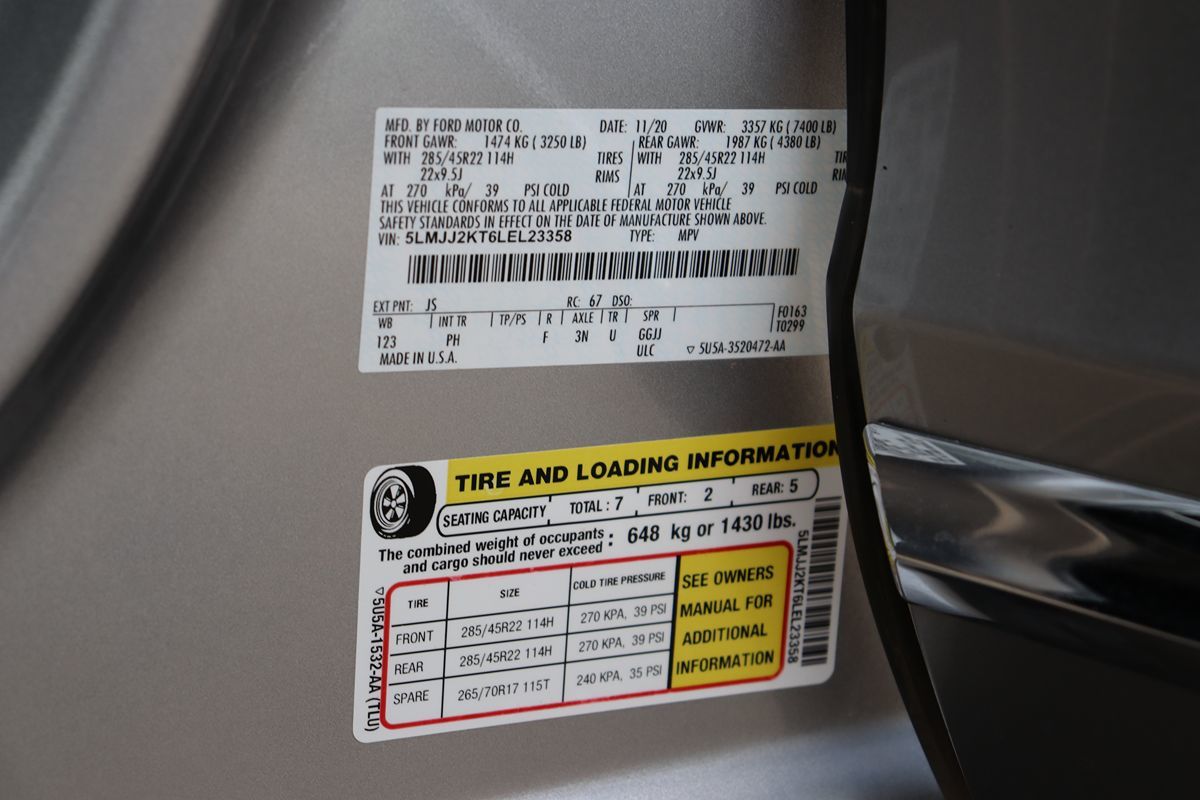 MFD. BY FORD MOTOR CO. DATE: 11/20 GVWR: 3357 KG ( 7400 LB)
FRONT GAWR: 1474 KG ( 3250 LB) REAR GAWR: 1987 KG ( 4380 LB)
WITH 285/45R22 114H TIRES WITH 285/45R22 114H TIR
22x9.5J RIMS 22x9.5J RI
AT 270 kPa/ 39 PSI COLD AT 270 kPa/ 39 PSI COLD
THIS VEHICLE CONFORMS TO ALL APPLICABLE FEDERAL MOTOR VEHICLE
SAFETY STANDARDS IN EFFECT ON THE DATE OF MANUFACTURE SHOWN ABOVE.
VIN: 5LMJJ2KT6LEL23358 TYPE: MPV
EXT PNT: JS RC: 67 DSO:
WB INT TR TP/PS R AXLE TR SPR F0163
123 PH F 3N U GGJJ T0299
ULC ▽ 5U5A-3520472-AA
MADE IN U.S.A.
TIRE AND LOADING INFORMATION
SEATING CAPACITY TOTAL : 7 FRONT: 2 REAR: 5
The combined weight of occupants
and cargo should never exceed : 648 kg or 1430 lbs.
TIRE SIZE COLD TIRE PRESSURE
FRONT 285/45R22 114H 270 KPA, 39 PSI
REAR 285/45R22 114H 270 KPA, 39 PSI
SPARE 265/70R17 115T 240 KPA, 35 PSI
SEE OWNERS
MANUAL FOR
ADDITIONAL
INFORMATION
5LMJJ2KT6LEL23358
▽5U5A-1532-AA (TLU)